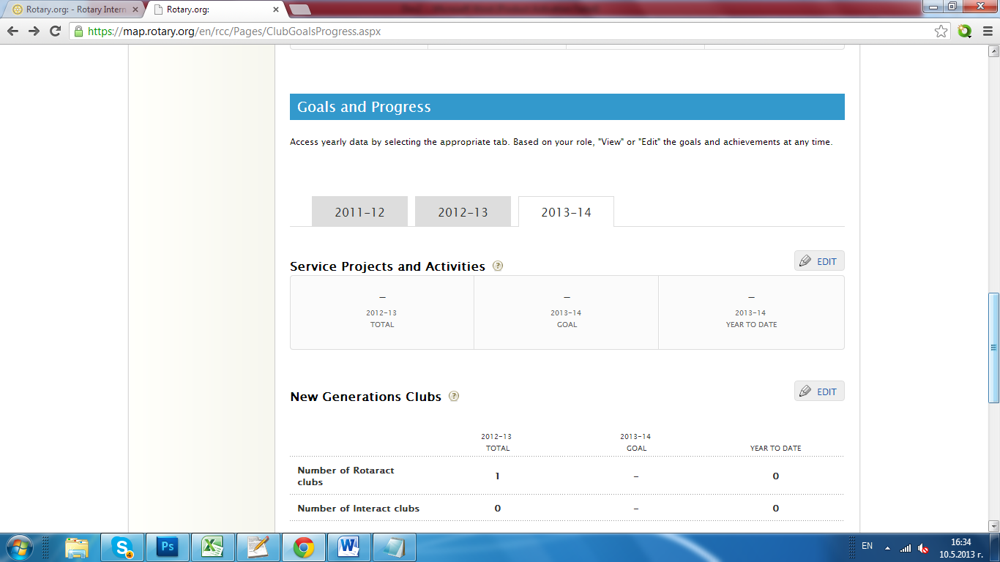 Rotary.org: - Rotary Intern
Rotary.org:
https://map.rotary.org/en/rcc/Pages/ClubGoalsProgress.aspx
Goals and Progress
Access yearly data by selecting the appropriate tab. Based on your role, "View" or "Edit" the goals and achievements at any time.
2011-12 2012-13 2013-14
Service Projects and Activities ? EDIT
– – –
2012-13 2013-14 2013-14
TOTAL GOAL YEAR TO DATE
New Generations Clubs ? EDIT
2012-13 2013-14
TOTAL GOAL YEAR TO DATE
Number of Rotaract
clubs 1 – 0
Number of Interact clubs 0 – 0
S 4 Ps X W
EN 16:34
10.5.2013 г.